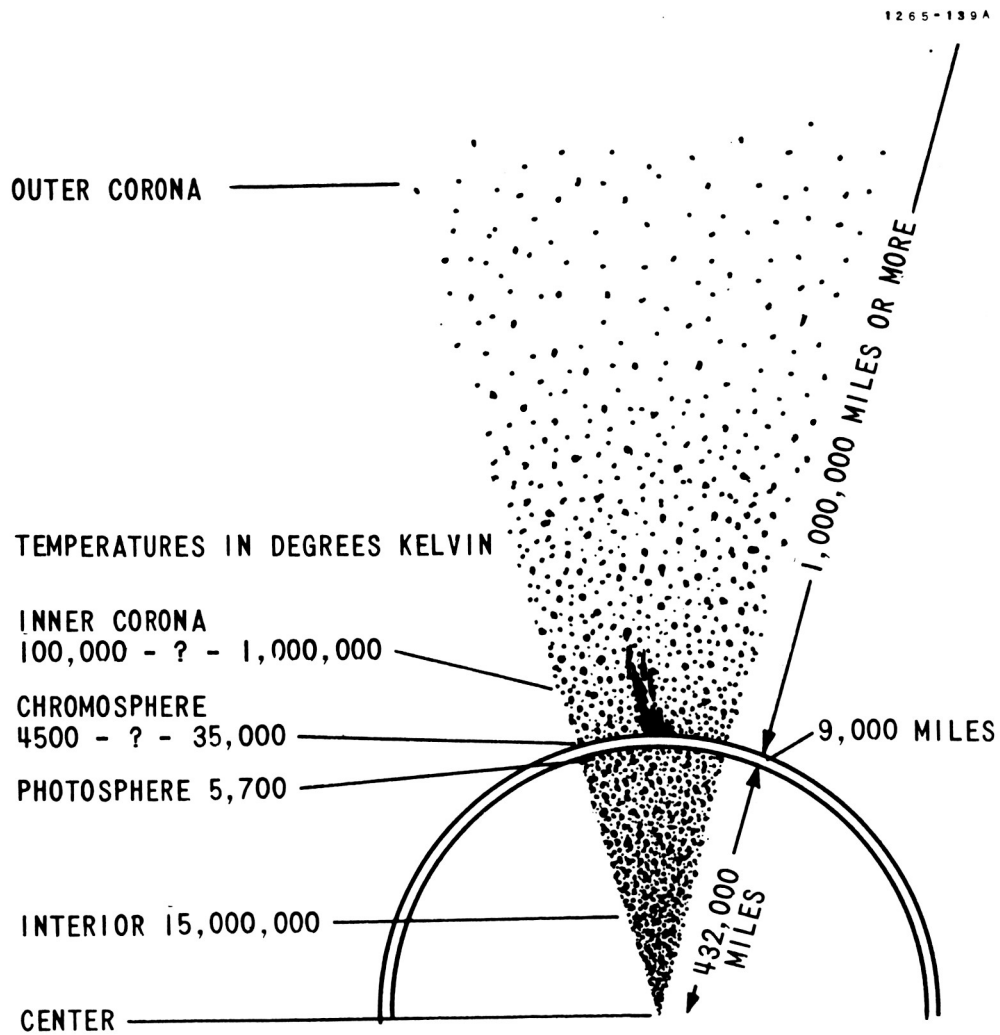 1265-139A
OUTER CORONA
1,000,000 MILES OR MORE
TEMPERATURES IN DEGREES KELVIN
INNER CORONA
100,000 - ? - 1,000,000
CHROMOSPHERE
4500 - ? - 35,000
9,000 MILES
PHOTOSPHERE 5,700
432,000
MILES
INTERIOR 15,000,000
CENTER